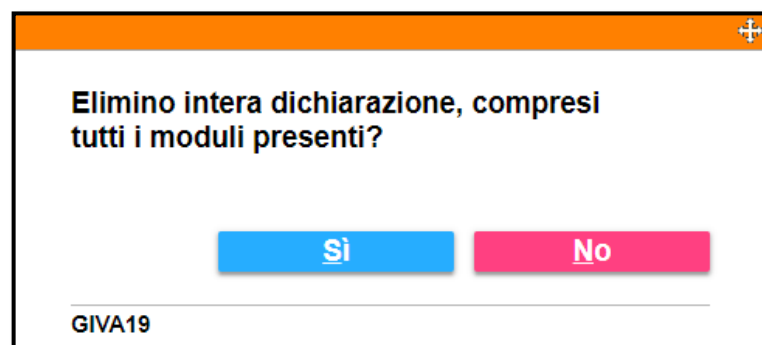 Elimino intera dichiarazione, compresi
tutti i moduli presenti?
Sì
No
GIVA19